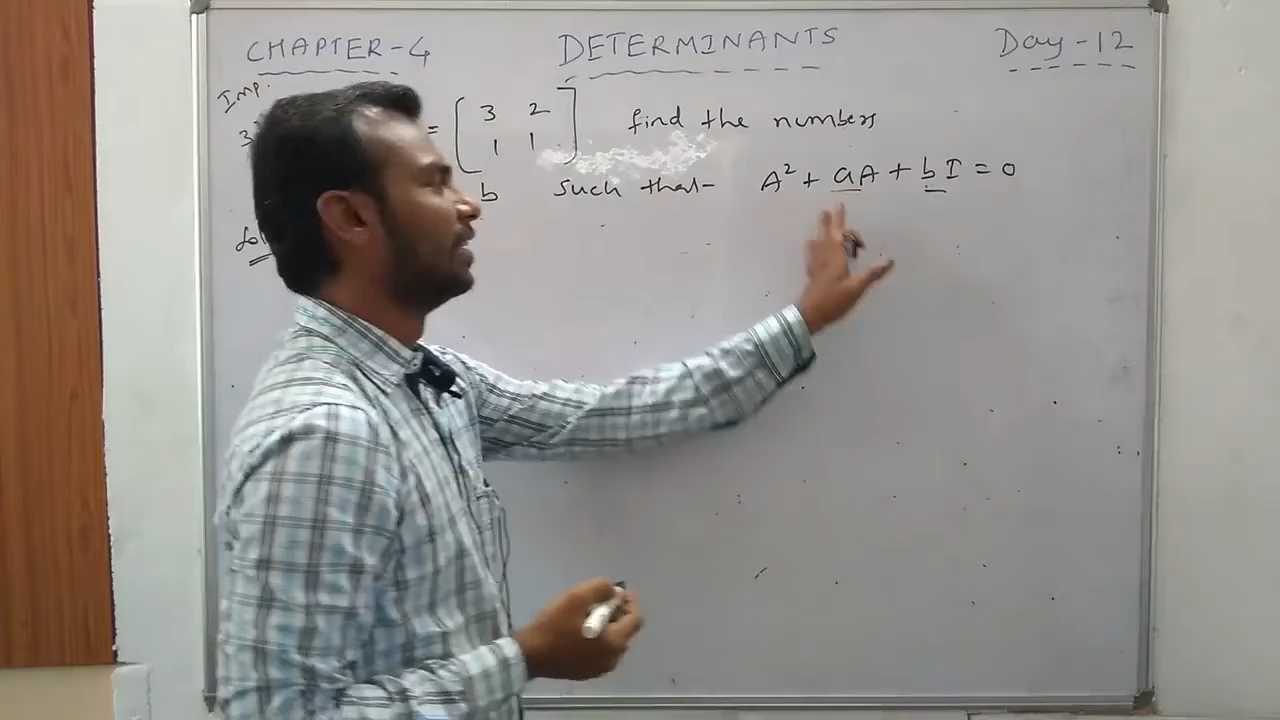 CHAPTER-4 DETERMINANTS Day-12
Imp.
3 = [ 3 2 find the numbers
1 1 ]
b such that- A² + aA + bI = 0